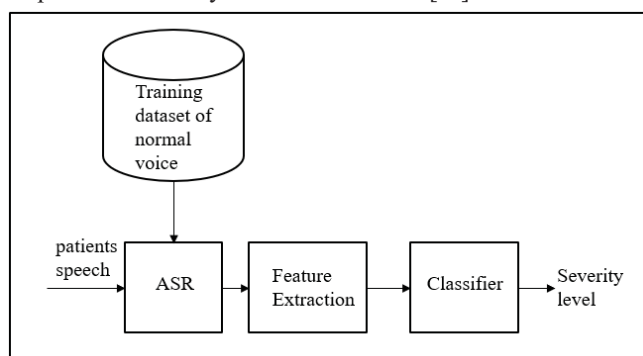 Training
dataset of
normal
voice
patients
speech
ASR
Feature
Extraction
Classifier
Severity
level